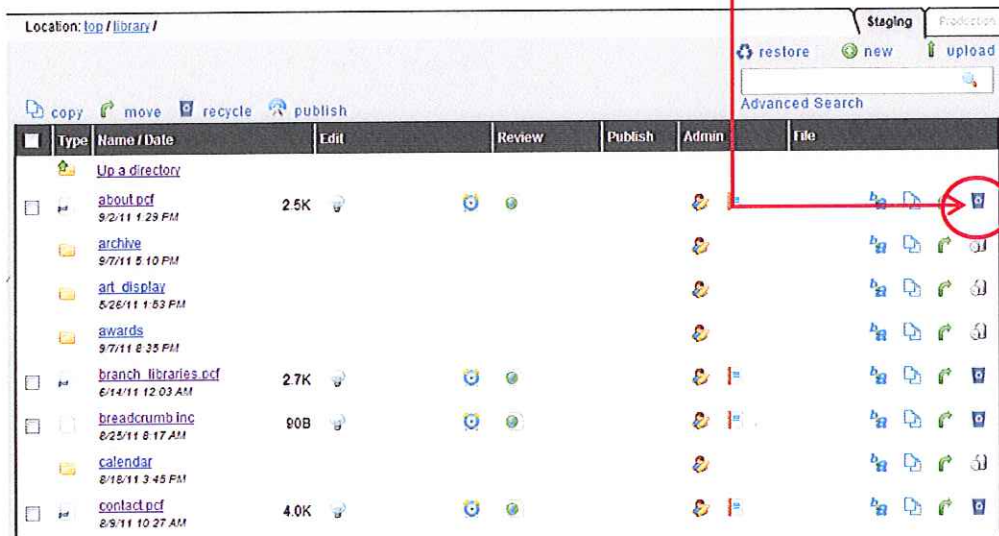 Location: top / library /
Staging
Production
restore new upload
Advanced Search
copy move recycle publish
Type Name / Date Edit Review Publish Admin File
Up a directory
about.pcf 2.5K
9/2/11 1:29 PM
archive
9/7/11 5:10 PM
art_display
5/26/11 1:53 PM
awards
9/7/11 8:35 PM
branch_libraries.pcf 2.7K
6/14/11 12:03 AM
breadcrumb.inc 90B
8/25/11 8:17 AM
calendar
8/18/11 3:45 PM
contact.pcf 4.0K
8/9/11 10:27 AM